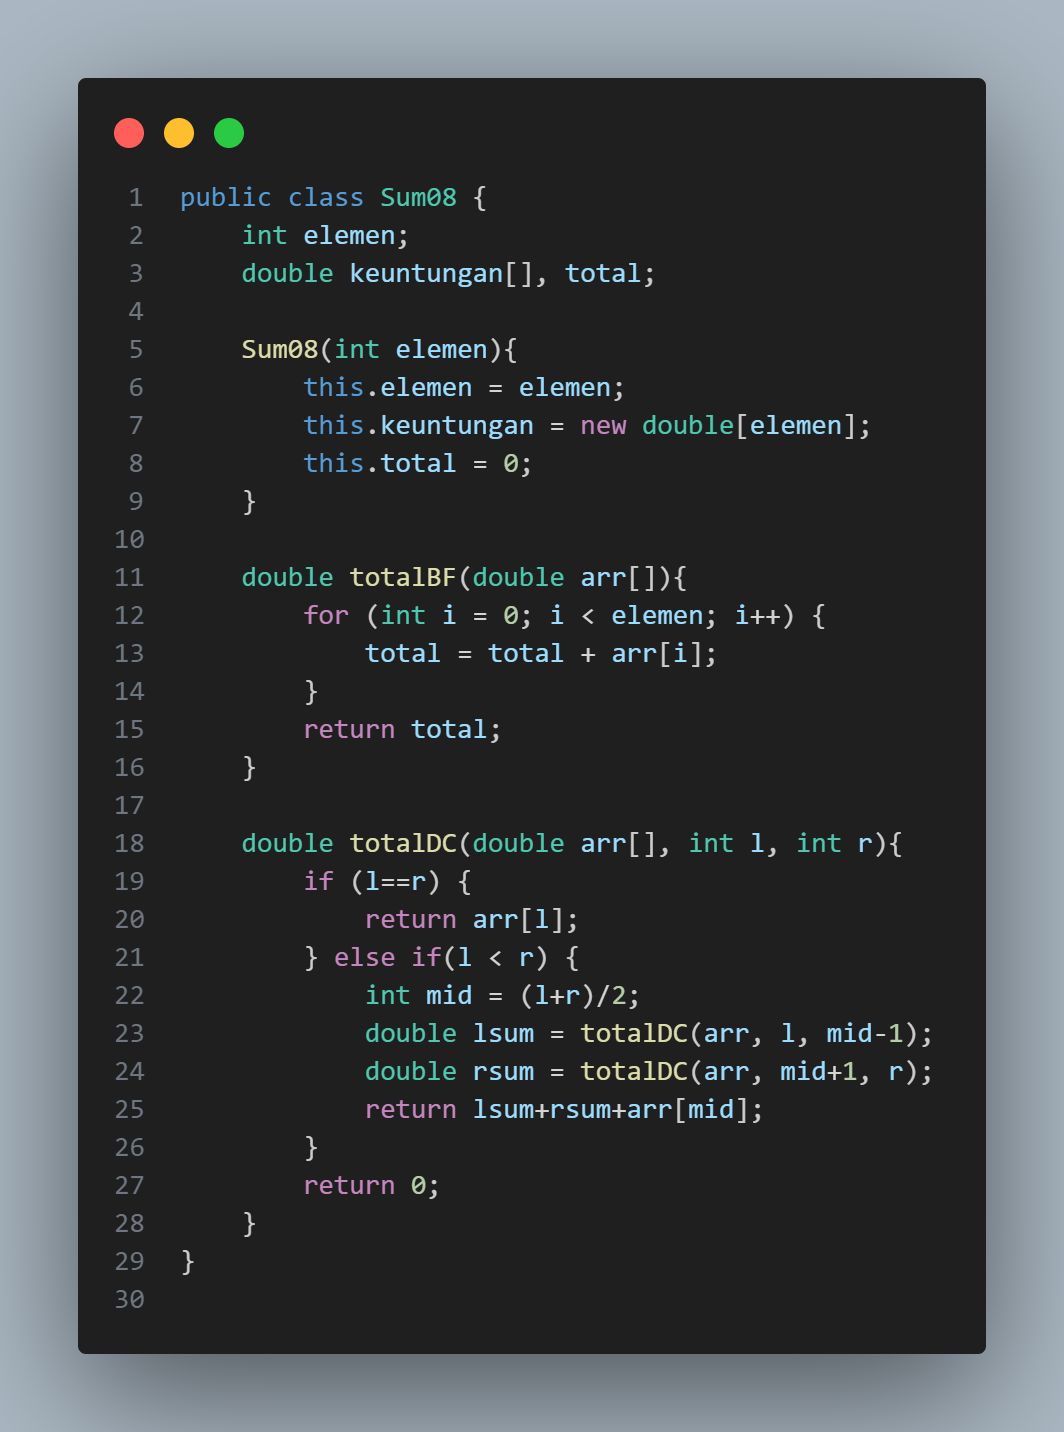 1 public class Sum08 {
2     int elemen;
3     double keuntungan[], total;
4
5     Sum08(int elemen){
6         this.elemen = elemen;
7         this.keuntungan = new double[elemen];
8         this.total = 0;
9     }
10
11     double totalBF(double arr[]){
12         for (int i = 0; i < elemen; i++) {
13             total = total + arr[i];
14         }
15         return total;
16     }
17
18     double totalDC(double arr[], int l, int r){
19         if (l==r) {
20             return arr[l];
21         } else if(l < r) {
22             int mid = (l+r)/2;
23             double lsum = totalDC(arr, l, mid-1);
24             double rsum = totalDC(arr, mid+1, r);
25             return lsum+rsum+arr[mid];
26         }
27         return 0;
28     }
29 }
30